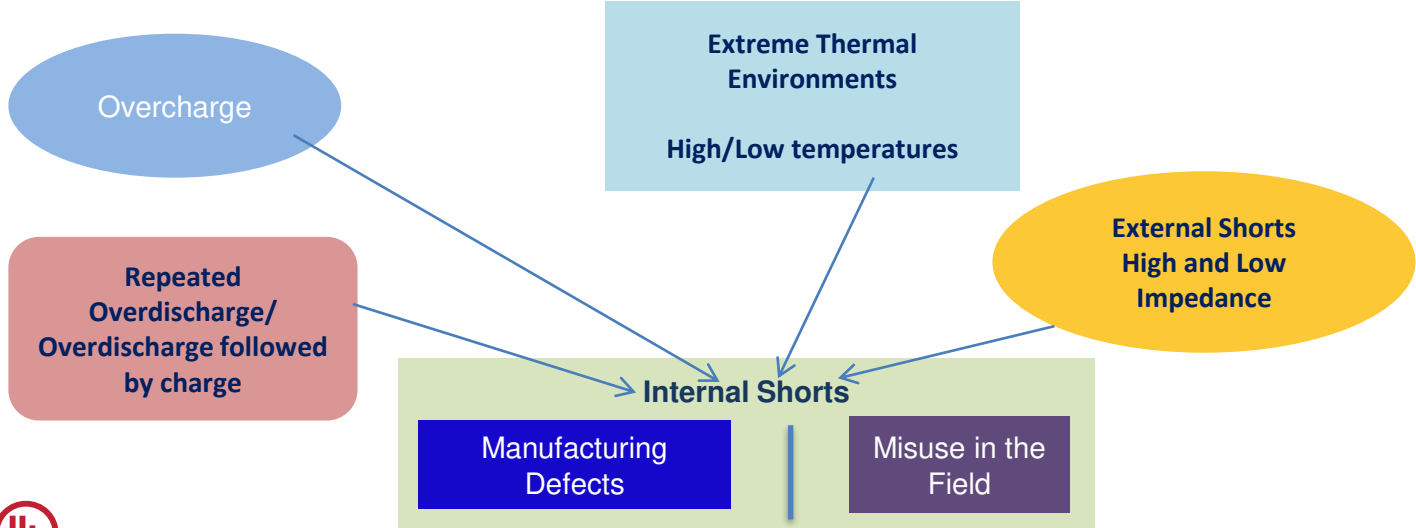 Overcharge
Extreme Thermal
Environments
High/Low temperatures
External Shorts
High and Low
Impedance
Repeated
Overdischarge/
Overdischarge followed
by charge
Internal Shorts
Manufacturing
Defects
Misuse in the
Field